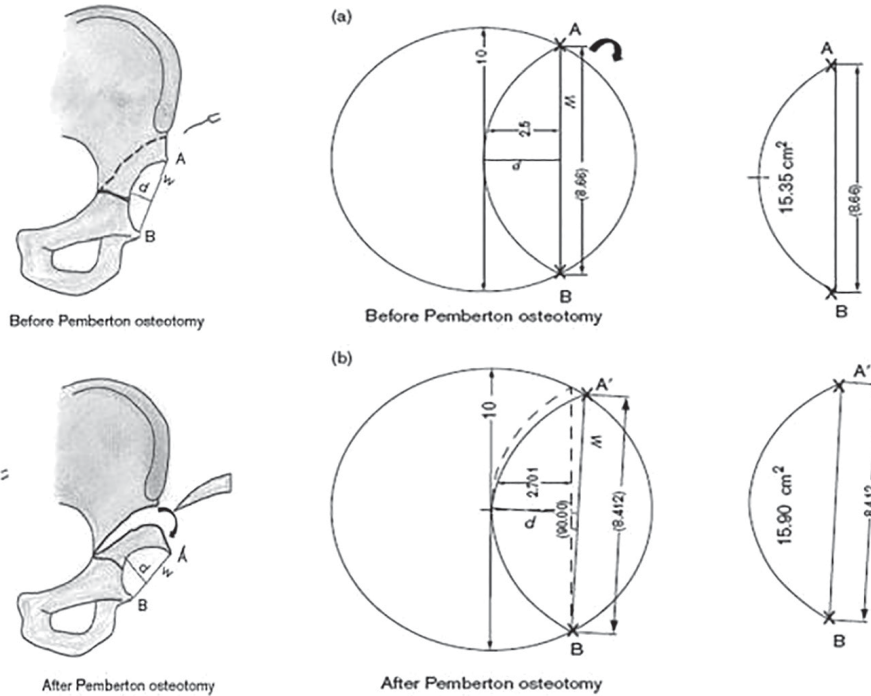 A
d
w
B
Before Pemberton osteotomy
(a)
A
10
2.5
W
d
(8.66)
B
Before Pemberton osteotomy
A
15.35 cm²
(8.66)
B
A'
d
w
B
After Pemberton osteotomy
(b)
A'
10
W
2.701
d
(90.00)
(8.412)
B
After Pemberton osteotomy
A'
15.90 cm²
B